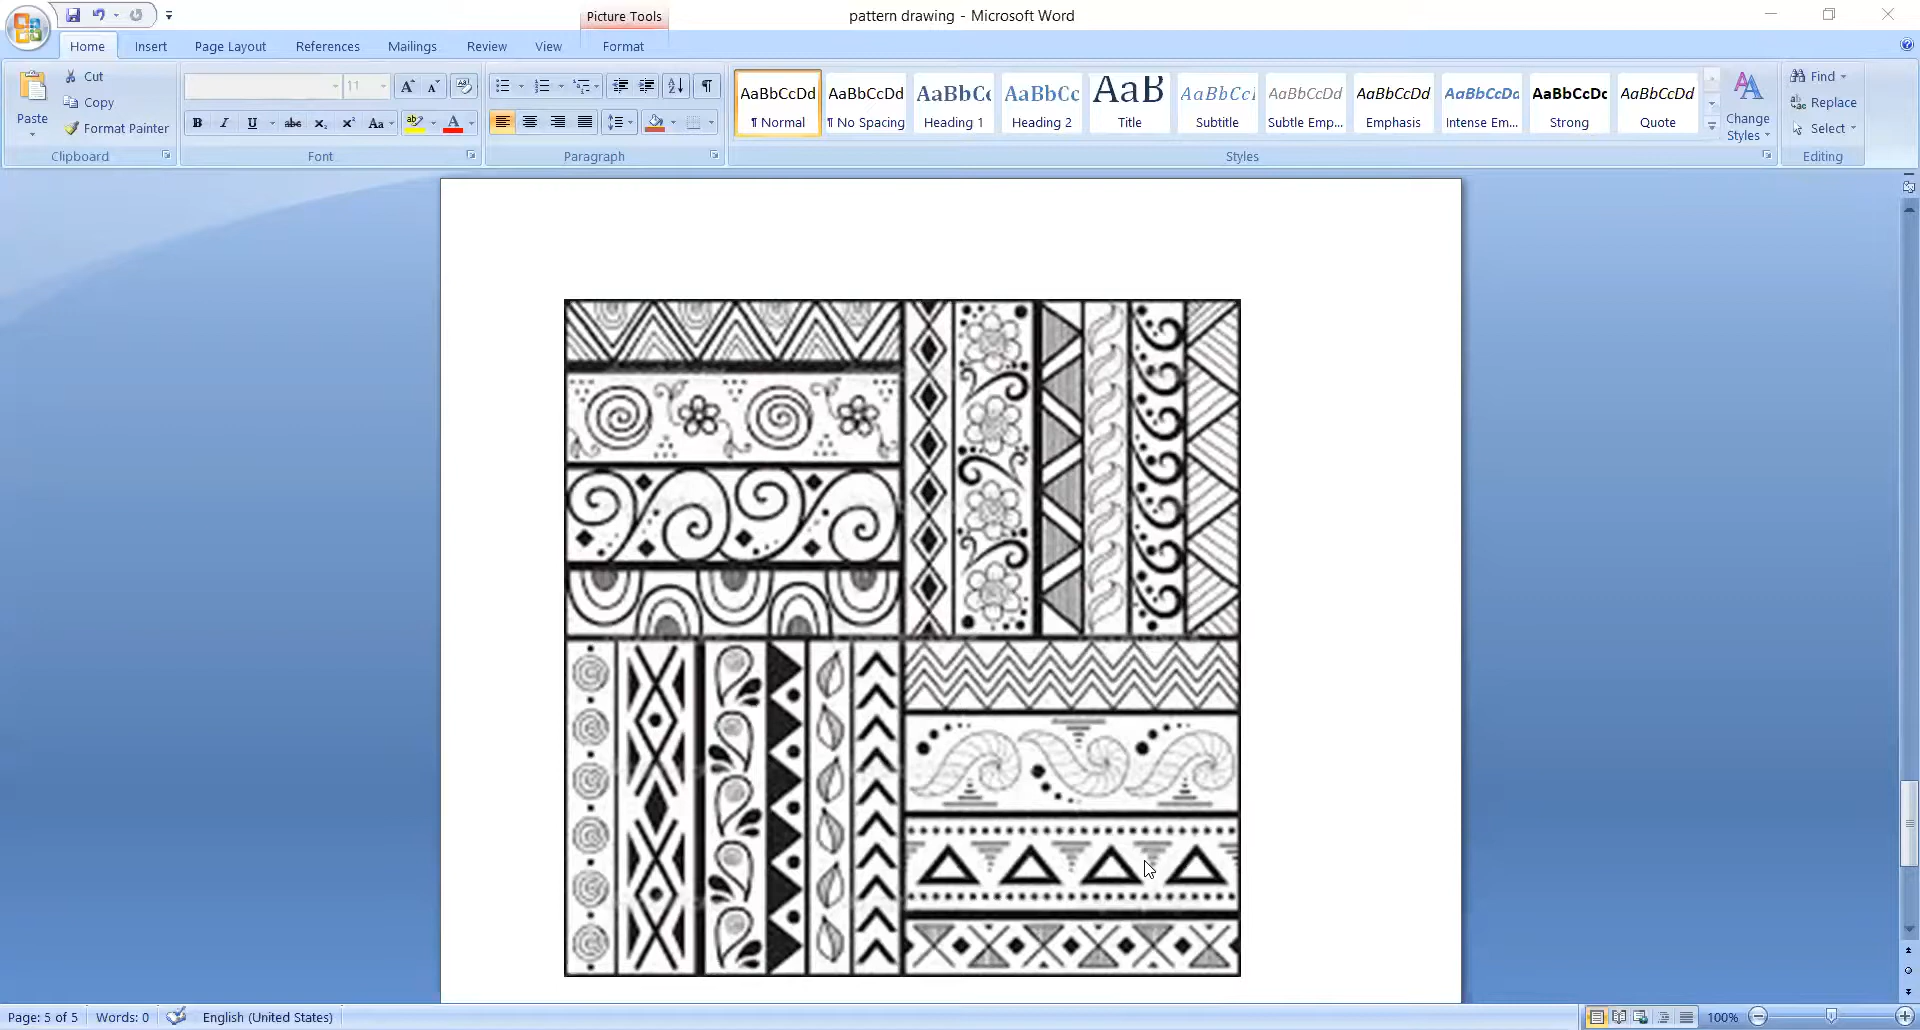 pattern drawing - Microsoft Word
Picture Tools
Home Insert Page Layout References Mailings Review View Format
Paste
Cut
Copy
Format Painter
Clipboard
11
Font
Paragraph
AaBbCcDd ¶ Normal
AaBbCcDd ¶ No Spacing
AaBbCc Heading 1
AaBbCc Heading 2
AaB Title
AaBbCcI Subtitle
AaBbCcDd Subtle Emp...
AaBbCcDd Emphasis
AaBbCcDd Intense Em...
AaBbCcDc Strong
AaBbCcDd Quote
Change Styles
Styles
Find
Replace
Select
Editing
Page: 5 of 5 Words: 0 English (United States) 100%